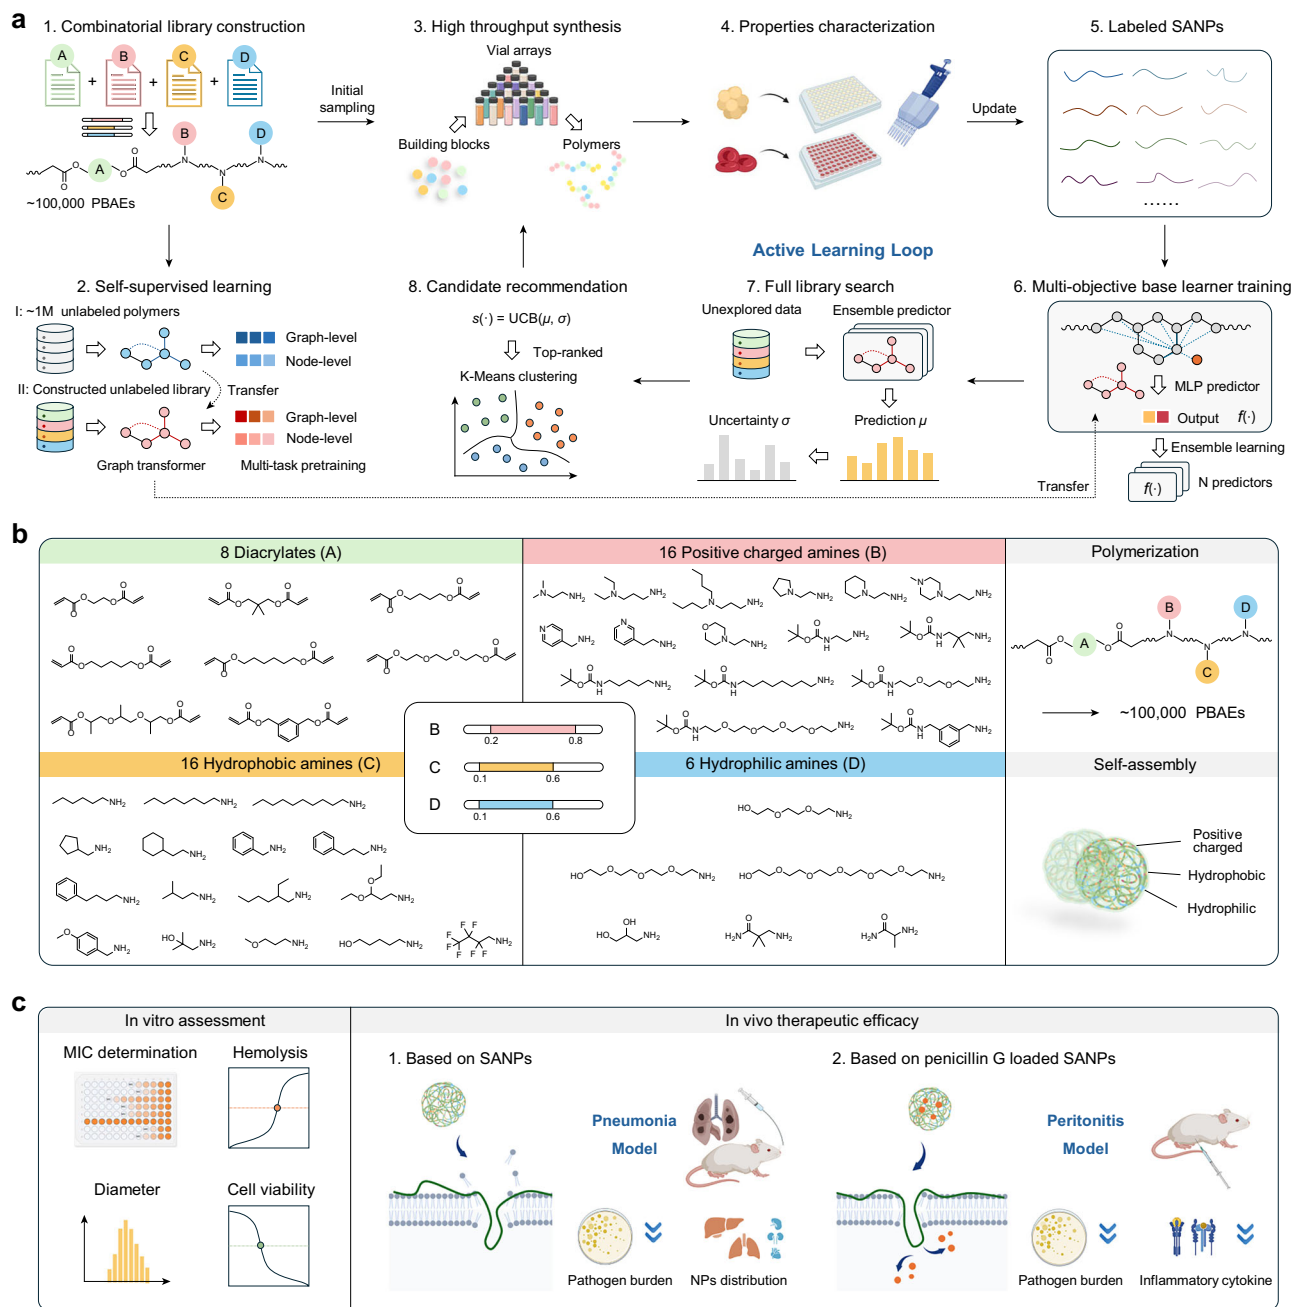 a
1. Combinatorial library construction
A
B
C
D
+
+
+
B
D
O
O
A
O
O
N
N
N
C
~100,000 PBAEs
Initial
sampling
3. High throughput synthesis
Vial arrays
Building blocks
Polymers
4. Properties characterization
Update
5. Labeled SANPs
......
2. Self-supervised learning
I: ~1M unlabeled polymers
Graph-level
Node-level
II: Constructed unlabeled library
Transfer
Graph-level
Node-level
Graph transformer
Multi-task pretraining
8. Candidate recommendation
s(·) = UCB(μ, σ)
Top-ranked
K-Means clustering
Active Learning Loop
7. Full library search
Unexplored data
Ensemble predictor
Uncertainty σ
Prediction μ
6. Multi-objective base learner training
MLP predictor
Output
f(·)
Ensemble learning
Transfer
f(·)
N predictors
b
8 Diacrylates (A)
16 Positive charged amines (B)
Polymerization
B
D
A
C
~100,000 PBAEs
B
0.2
0.8
C
0.1
0.6
D
0.1
0.6
16 Hydrophobic amines (C)
6 Hydrophilic amines (D)
Self-assembly
Positive
charged
Hydrophobic
Hydrophilic
c
In vitro assessment
In vivo therapeutic efficacy
MIC determination
Hemolysis
Diameter
Cell viability
1. Based on SANPs
Pneumonia
Model
Pathogen burden
NPs distribution
2. Based on penicillin G loaded SANPs
Peritonitis
Model
Pathogen burden
Inflammatory cytokine